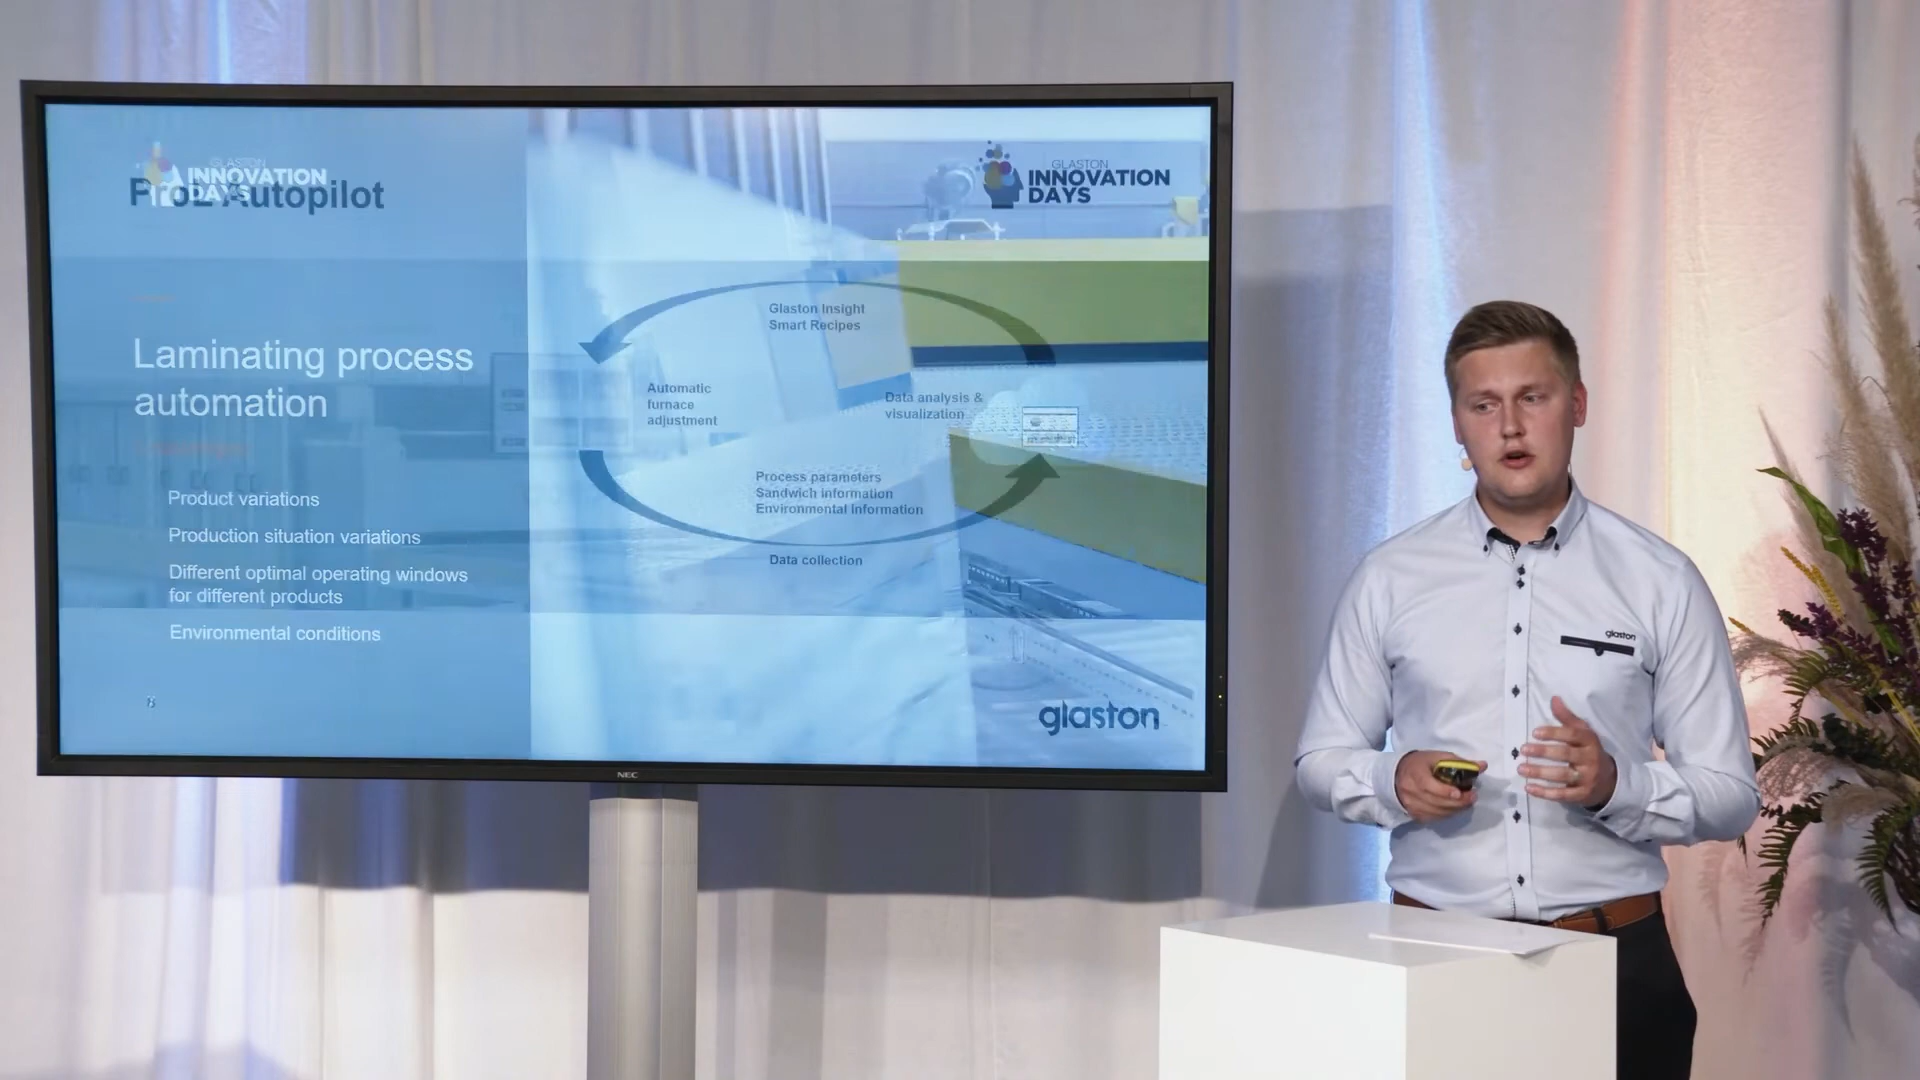 GLASTON
INNOVATION
DAYS
ProL Autopilot
GLASTON
INNOVATION
DAYS
Laminating process
automation
Product variations
Production situation variations
Different optimal operating windows
for different products
Environmental conditions
Glaston Insight
Smart Recipes
Automatic
furnace
adjustment
Data analysis &
visualization
Process parameters
Sandwich information
Environmental information
Data collection
glaston
NEC
glaston